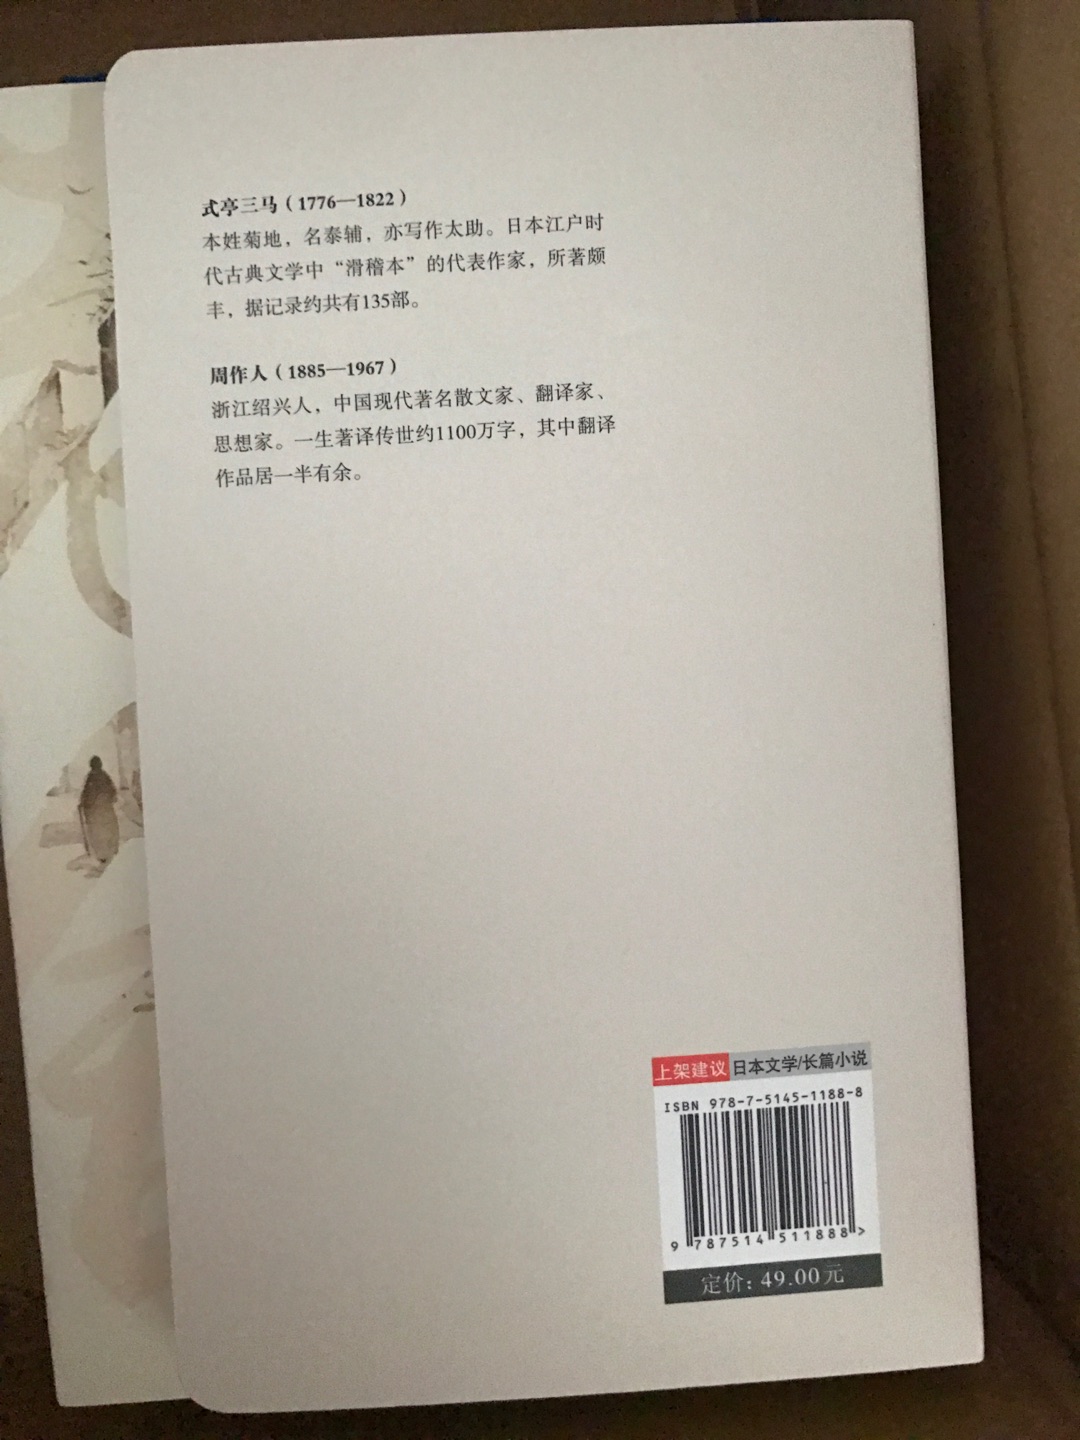 式亭三马（1776—1822）
本姓菊地，名泰辅，亦写作太助。日本江户时
代古典文学中“滑稽本”的代表作家，所著颇
丰，据记录约共有135部。
周作人（1885—1967）
浙江绍兴人，中国现代著名散文家、翻译家、
思想家。一生著译传世约1100万字，其中翻译
作品居一半有余。
上架建议 日本文学/长篇小说
ISBN 978-7-5145-1188-8
9 787514 511888 >
定价：49.00元